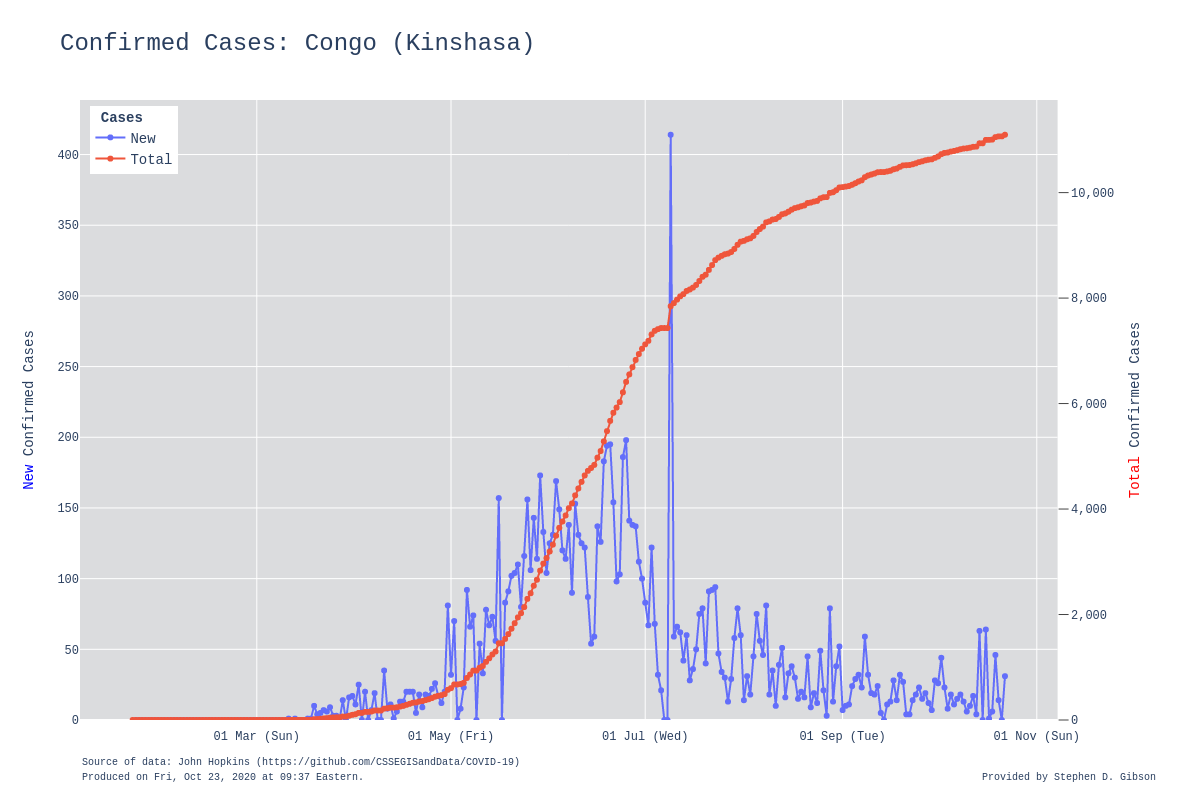 Confirmed Cases: Congo (Kinshasa)
Cases
New
Total
400
350
300
250
200
150
100
50
0
10,000
8,000
6,000
4,000
2,000
0
New Confirmed Cases
Total Confirmed Cases
01 Mar (Sun)
01 May (Fri)
01 Jul (Wed)
01 Sep (Tue)
01 Nov (Sun)
Source of data: John Hopkins (https://github.com/CSSEGISandData/COVID-19)
Produced on Fri, Oct 23, 2020 at 09:37 Eastern.
Provided by Stephen D. Gibson